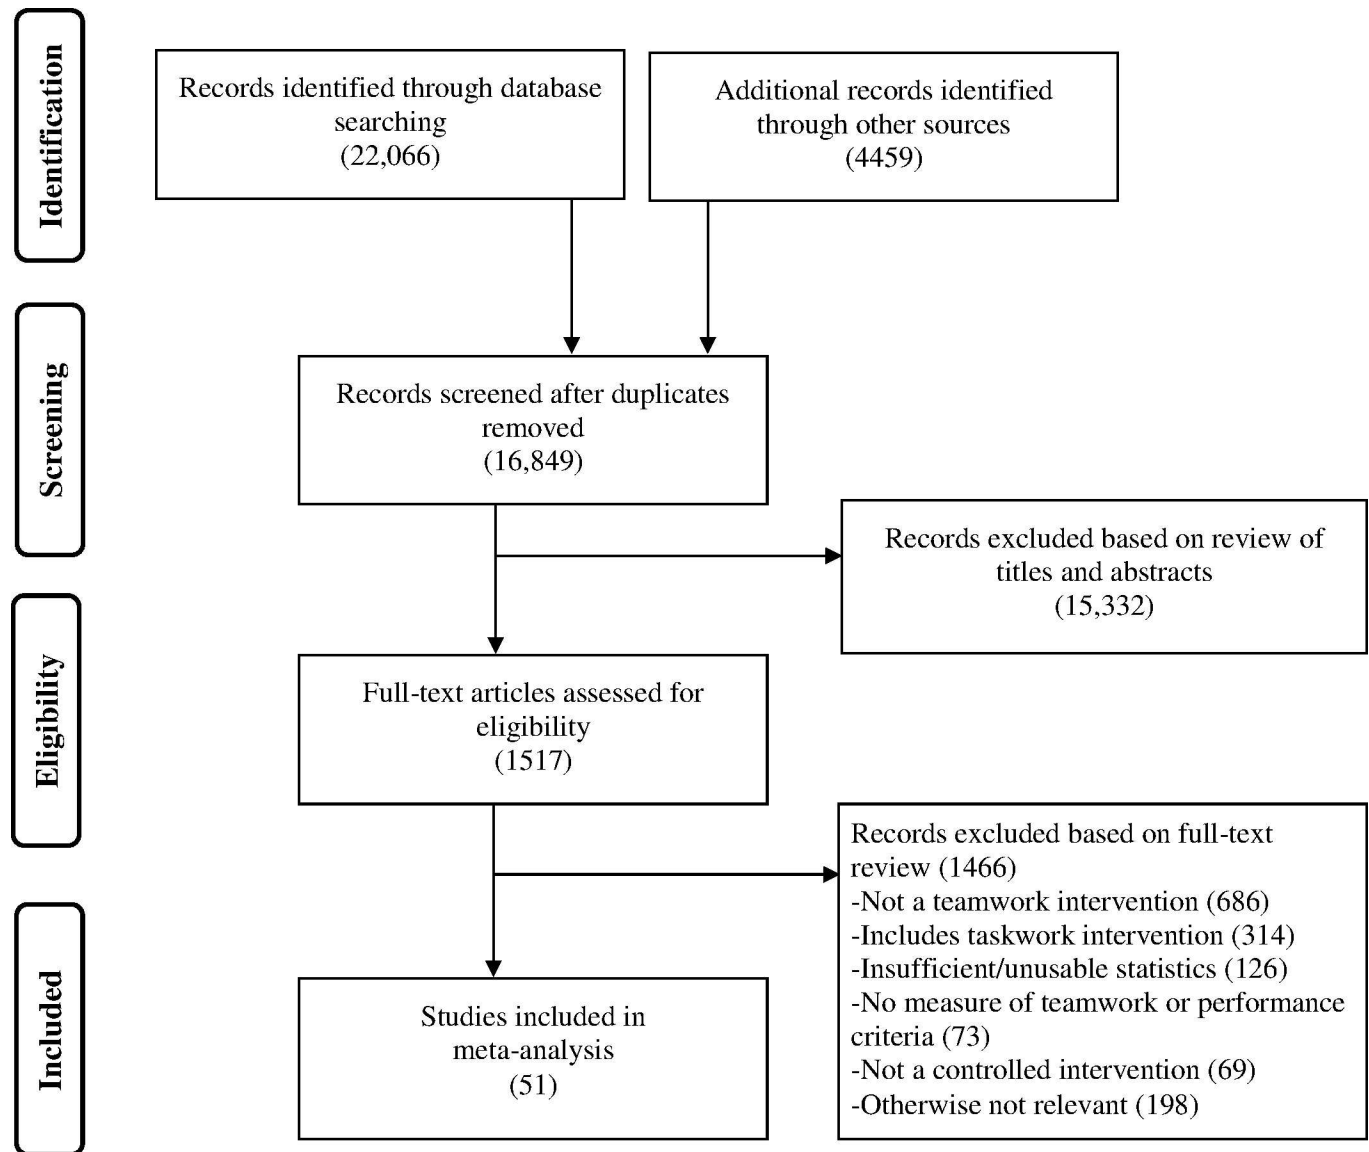 Identification
Records identified through database
searching
(22,066)
Additional records identified
through other sources
(4459)
Screening
Records screened after duplicates
removed
(16,849)
Records excluded based on review of
titles and abstracts
(15,332)
Eligibility
Full-text articles assessed for
eligibility
(1517)
Records excluded based on full-text
review (1466)
-Not a teamwork intervention (686)
-Includes taskwork intervention (314)
-Insufficient/unusable statistics (126)
-No measure of teamwork or performance
criteria (73)
-Not a controlled intervention (69)
-Otherwise not relevant (198)
Included
Studies included in
meta-analysis
(51)